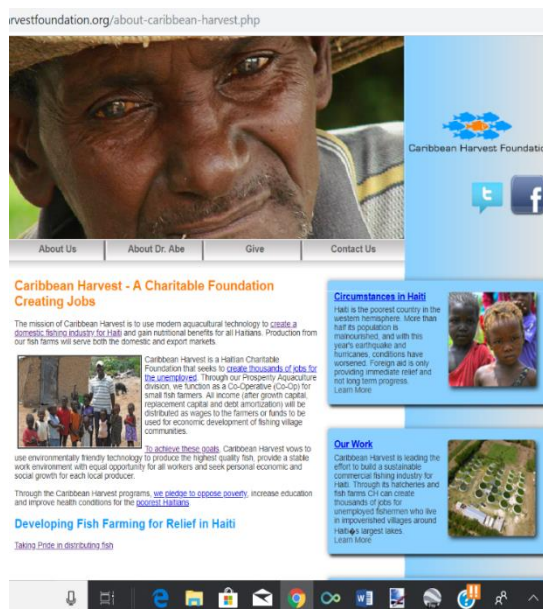 rvestfoundation.org/about-caribbean-harvest.php
Caribbean Harvest Foundatio
About Us
About Dr. Abe
Give
Contact Us
Caribbean Harvest - A Charitable Foundation
Creating Jobs
The mission of Caribbean Harvest is to use modern aquacultural technology to create a
domestic fishing industry for Haiti and gain nutritional benefits for all Haitians. Production from
our fish farms will serve both the domestic and export markets.
Caribbean Harvest is a Haitian Charitable
Foundation that seeks to create thousands of jobs for
the unemployed. Through our Prosperity Aquaculture
division, we function as a Co-Operative (Co-Op) for
small fish farmers. All income (after growth capital,
replacement capital and debt amortization) will be
distributed as wages to the farmers or funds to be
used for economic development of fishing village
communities.
To achieve these goals, Caribbean Harvest vows to
use environmentally friendly technology to produce the highest quality fish, provide a stable
work environment with equal opportunity for all workers and seek personal economic and
social growth for each local producer.
Through the Caribbean Harvest programs, we pledge to oppose poverty, increase education
and improve health conditions for the poorest Haitians.
Developing Fish Farming for Relief in Haiti
Taking Pride in distributing fish
Circumstances in Haiti
Haiti is the poorest country in the
western hemisphere. More than
half its population is
malnourished, and with this
year's earthquake and
hurricanes, conditions have
worsened. Foreign aid is only
providing immediate relief and
not long term progress.
Learn More
Our Work
Caribbean Harvest is leading the
effort to build a sustainable
commercial fishing industry for
Haiti. Through its hatcheries and
fish farms CH can create
thousands of jobs for
unemployed fishermen who live
in impoverished villages around
Haiti�s largest lakes.
Learn More